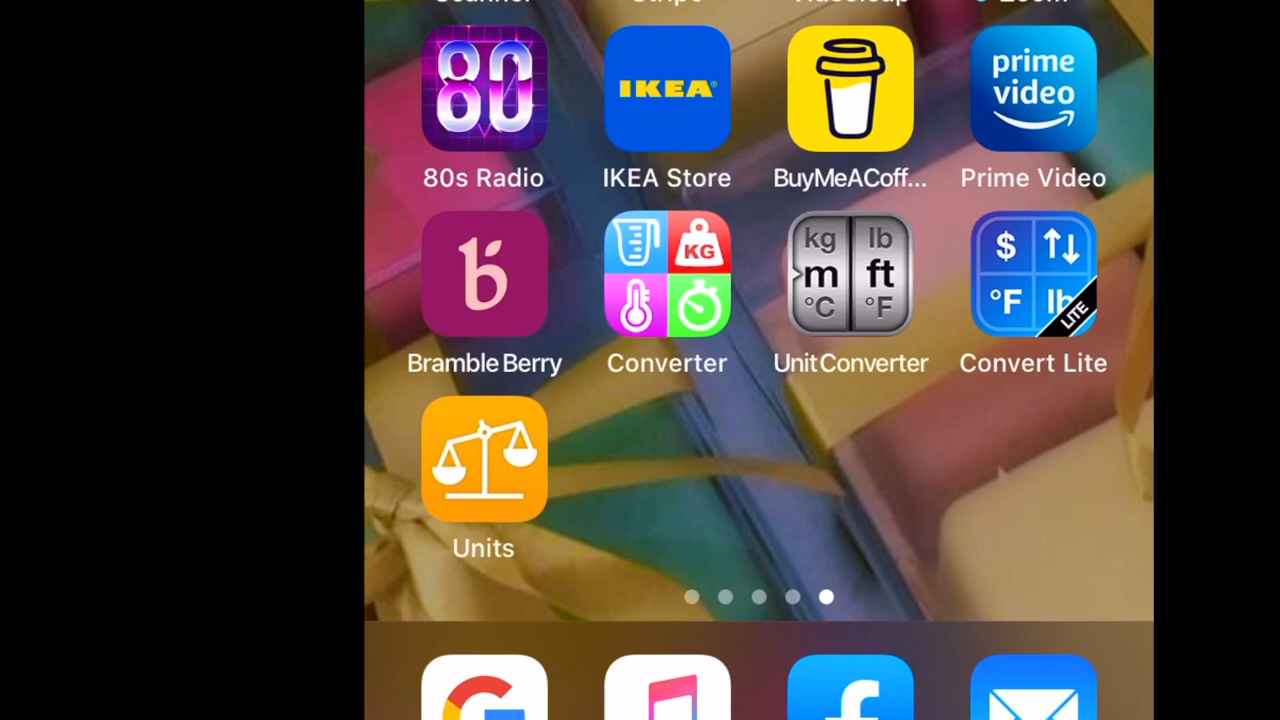 80
IKEA
prime
video
80s Radio
IKEA Store
BuyMeACoff...
Prime Video
b
KG
kg
lb
m
ft
°C
°F
$
°F
lb
LITE
Bramble Berry
Converter
UnitConverter
Convert Lite
Units
f